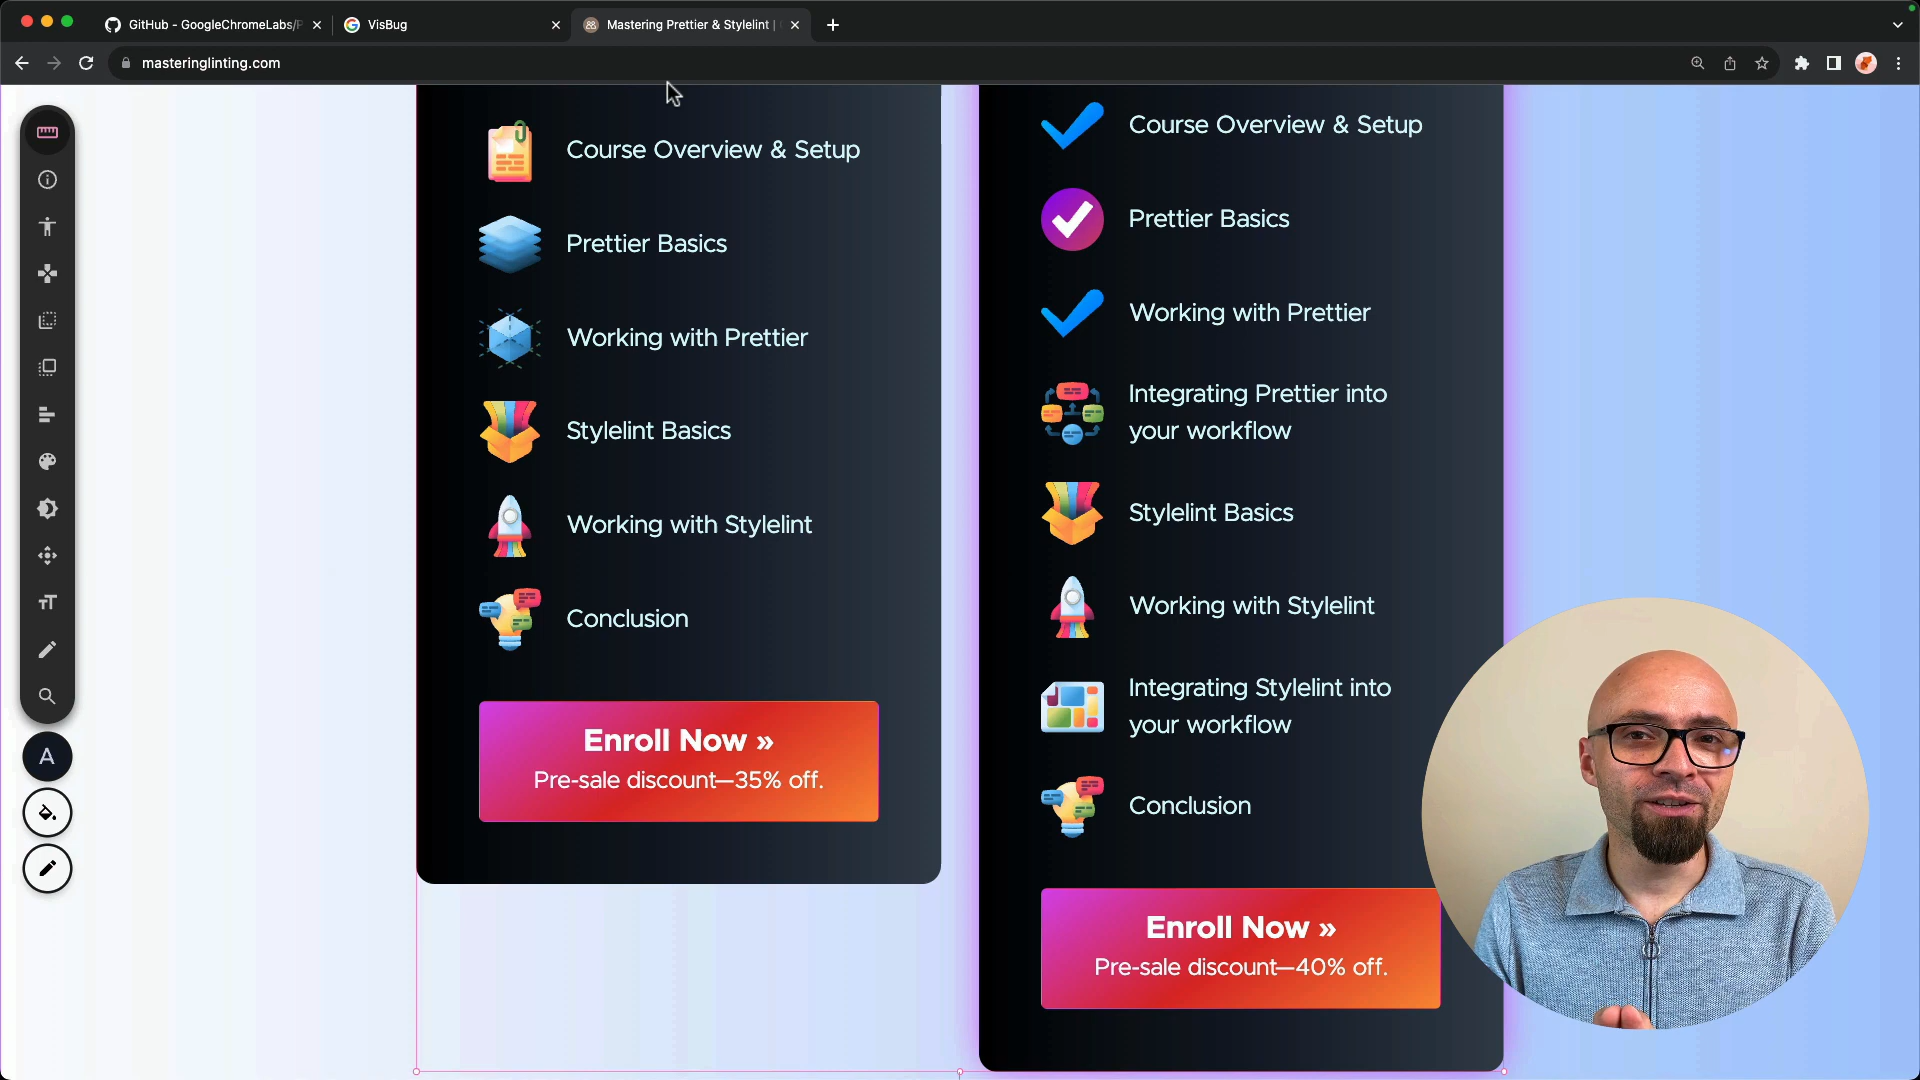 GitHub - GoogleChromeLabs/P
VisBug
Mastering Prettier & Stylelint |
masteringlinting.com
Course Overview & Setup
Prettier Basics
Working with Prettier
Stylelint Basics
Working with Stylelint
Conclusion
Enroll Now »
Pre-sale discount—35% off.
Course Overview & Setup
Prettier Basics
Working with Prettier
Integrating Prettier into
your workflow
Stylelint Basics
Working with Stylelint
Integrating Stylelint into
your workflow
Conclusion
Enroll Now »
Pre-sale discount—40% off.
A